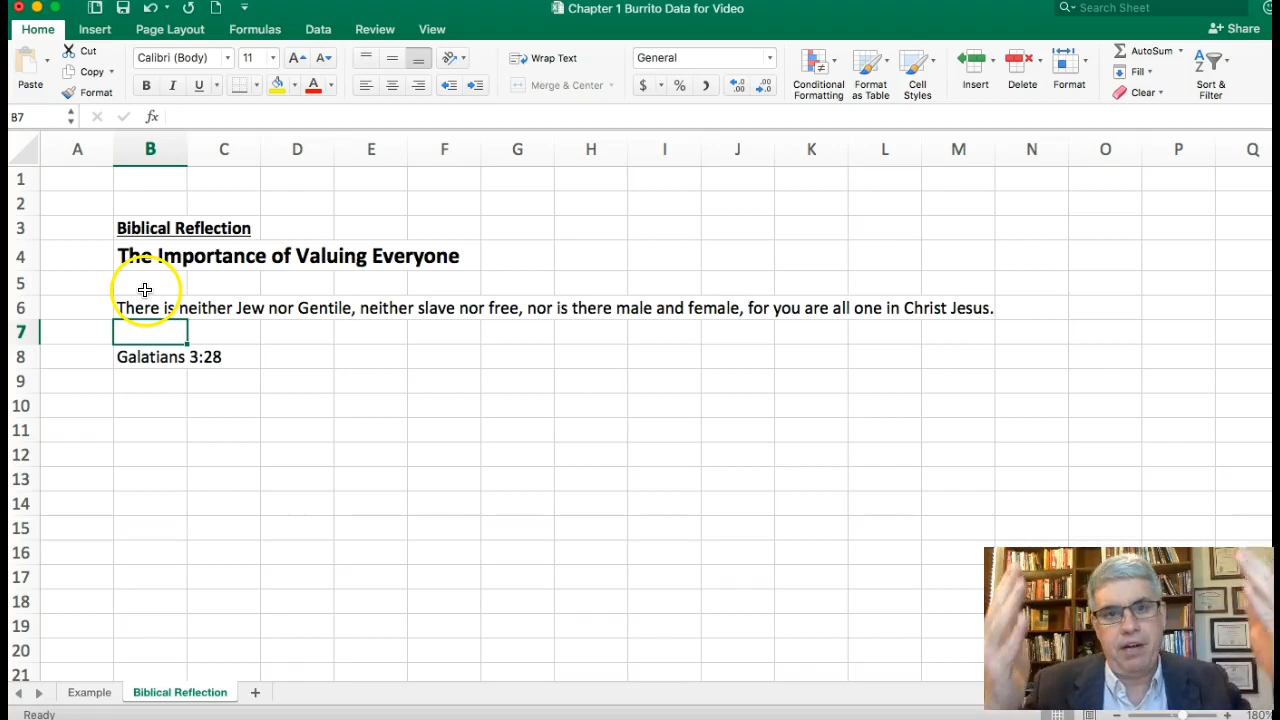 Chapter 1 Burrito Data for Video
Search Sheet
Home Insert Page Layout Formulas Data Review View
Share
Cut
Calibri (Body) 11 A A
Wrap Text
General
AutoSum
Copy
Fill
Paste
Format
B I U A
Merge & Center
$ % )
Conditional Formatting
Format as Table
Cell Styles
Insert
Delete
Format
Clear
Sort & Filter
B7 fx
A B C D E F G H I J K L M N O P Q
1
2
3 Biblical Reflection
4 The Importance of Valuing Everyone
5
6 There is neither Jew nor Gentile, neither slave nor free, nor is there male and female, for you are all one in Christ Jesus.
7
8 Galatians 3:28
9
10
11
12
13
14
15
16
17
18
19
20
21
Example Biblical Reflection +
Ready
180%